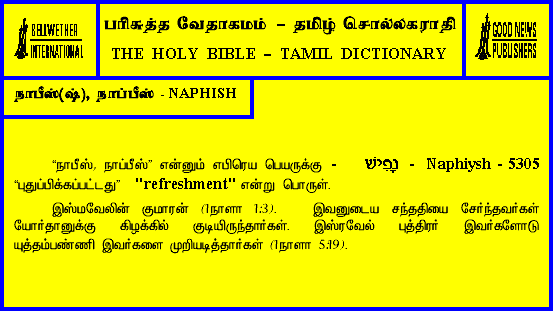 BELLWETHER
INTERNATIONAL
பரிசுத்த வேதாகமம் – தமிழ் சொல்லகராதி
THE HOLY BIBLE – TAMIL DICTIONARY
GOOD NEWS
PUBLISHERS
நாபீஸ்(ஷ்), நாப்பீஸ் - NAPHISH
“நாபீஸ், நாப்பீஸ்” என்னும் எபிரெய பெயருக்கு - נָפִישׁ - Naphiysh - 5305
“புதுப்பிக்கப்பட்டது” "refreshment" என்று பொருள்.
இஸ்மவேலின் குமாரன் (1நாளா 1:3). இவனுடைய சந்ததியை சேர்ந்தவர்கள்
யோர்தானுக்கு கிழக்கில் குடியிருந்தார்கள். இஸ்ரவேல் புத்திரர் இவர்களோடு
யுத்தம்பண்ணி இவர்களை முறியடித்தார்கள் (1நாளா 5:19).